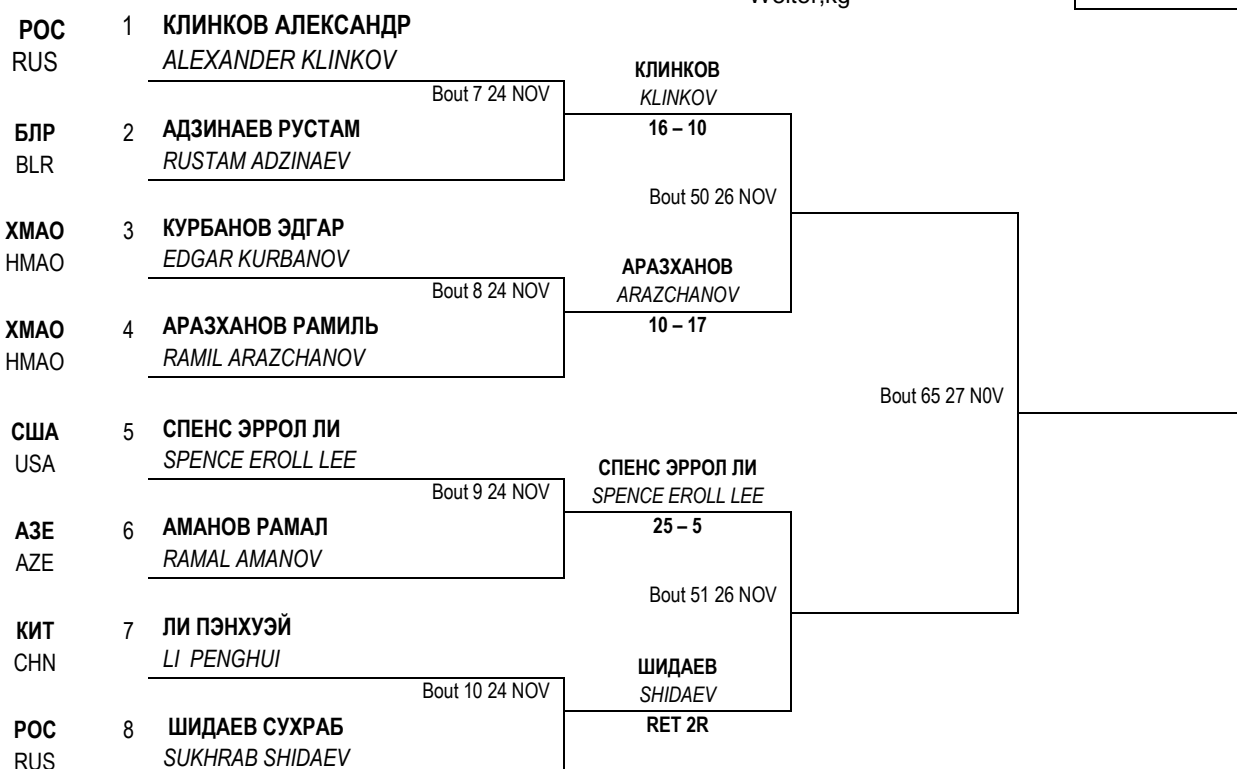 Welter,kg
РОС 1 КЛИНКОВ АЛЕКСАНДР
RUS ALEXANDER KLINKOV
КЛИНКОВ
Bout 7 24 NOV KLINKOV
БЛР 2 АДЗИНАЕВ РУСТАМ 16 – 10
BLR RUSTAM ADZINAEV
Bout 50 26 NOV
ХМАО 3 КУРБАНОВ ЭДГАР
HMAO EDGAR KURBANOV АРАЗХАНОВ
Bout 8 24 NOV ARAZCHANOV
ХМАО 4 АРАЗХАНОВ РАМИЛЬ 10 – 17
HMAO RAMIL ARAZCHANOV
Bout 65 27 N0V
США 5 СПЕНС ЭРРОЛ ЛИ
USA SPENCE EROLL LEE СПЕНС ЭРРОЛ ЛИ
Bout 9 24 NOV SPENCE EROLL LEE
АЗЕ 6 АМАНОВ РАМАЛ 25 – 5
AZE RAMAL AMANOV
Bout 51 26 NOV
КИТ 7 ЛИ ПЭНХУЭЙ
CHN LI PENGHUI ШИДАЕВ
Bout 10 24 NOV SHIDAEV
РОС 8 ШИДАЕВ СУХРАБ RET 2R
RUS SUKHRAB SHIDAEV